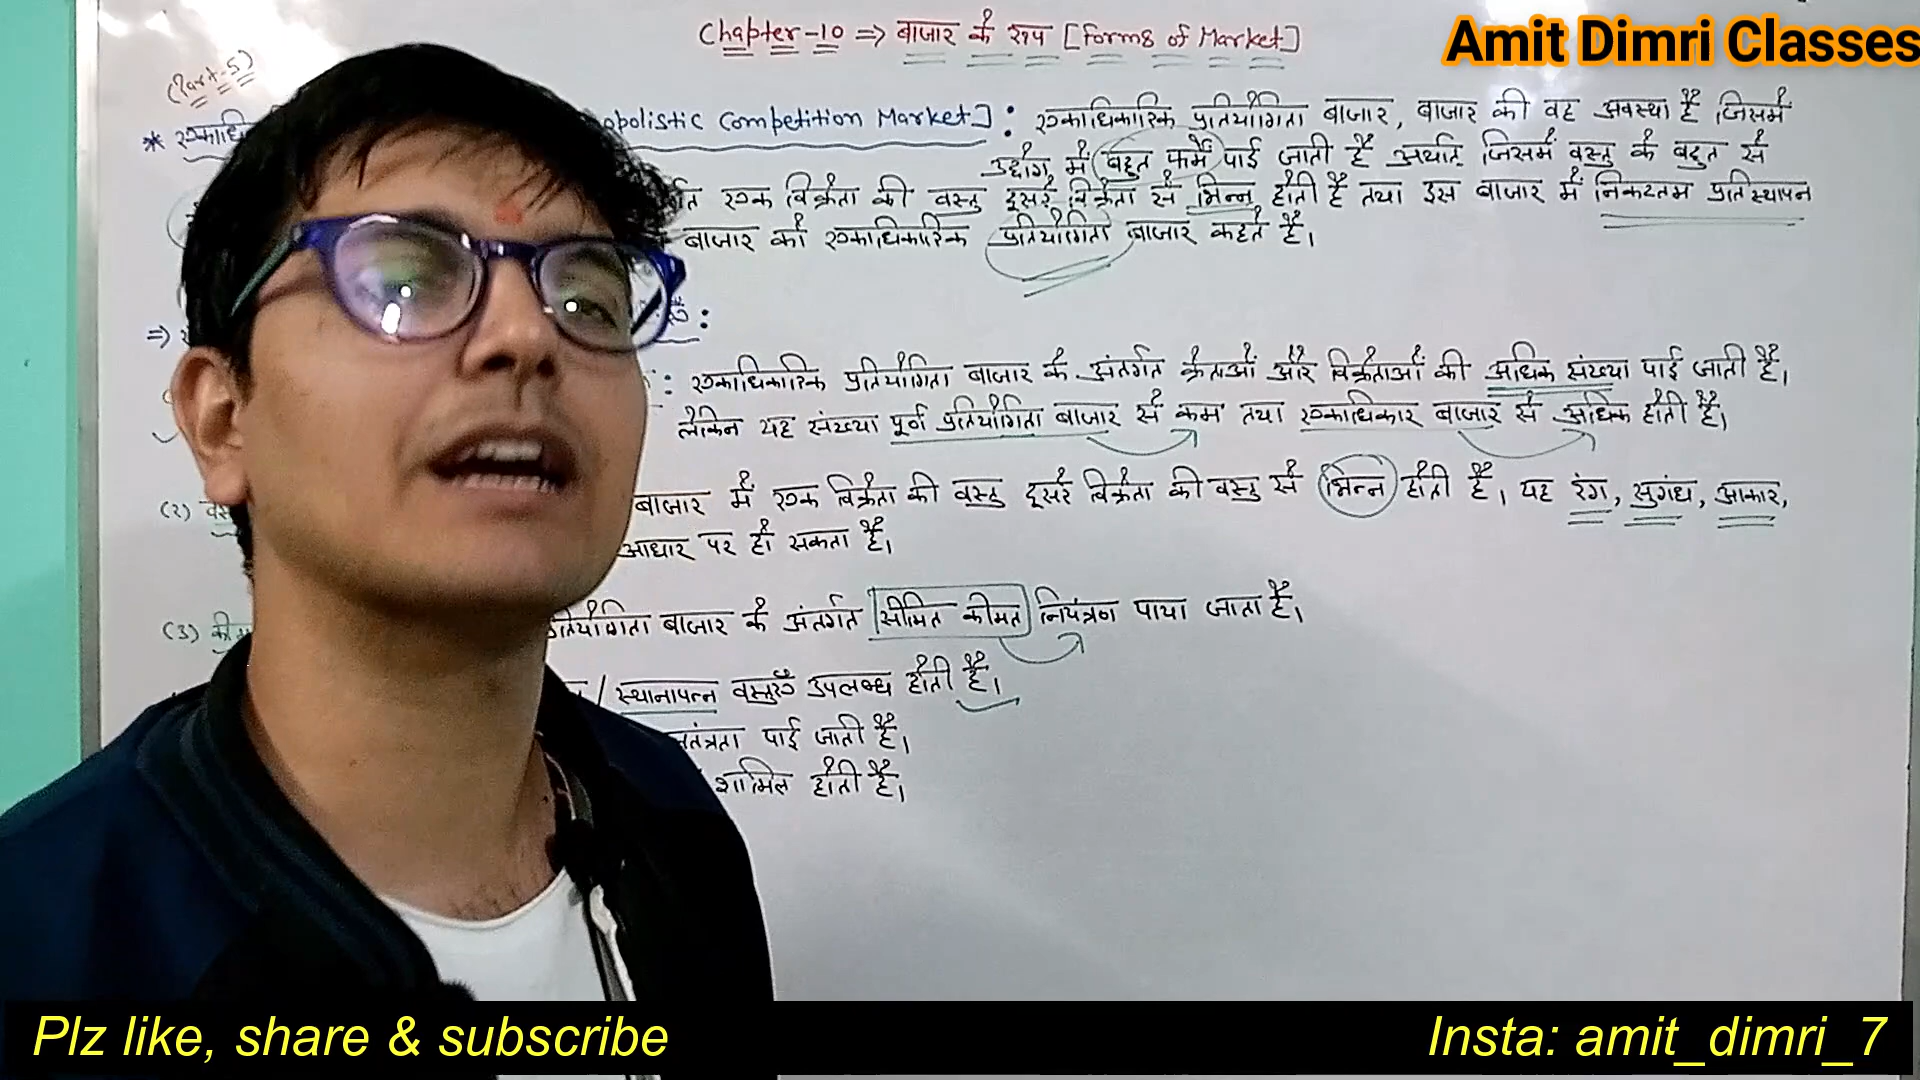 Chapter-10 => बाजार के रूप [Forms of Market]
Amit Dimri Classes
(Part-5)
* एकाधि opolistic Competition Market] : एकाधिकारिक प्रतियोगिता बाजार, बाजार की वह अवस्था है जिसमें
उद्योग में बहुत फर्में पाई जाती है अर्थात् जिसमें वस्तु के बहुत से
एक विक्रेता की वस्तु दूसरे विक्रेता से भिन्न होती है तथा इस बाजार में निकटतम प्रतिस्थापन
बाजार को एकाधिकारिक प्रतियोगिता बाजार कहते है।
=> :
: एकाधिकारिक प्रतियोगिता बाजार के अंतर्गत क्रेताओं और विक्रेताओं की अधिक संख्या पाई जाती है।
लेकिन यह संख्या पूर्ण प्रतियोगिता बाजार से कम तथा एकाधिकार बाजार से अधिक होती है।
(2) बाजार में एक विक्रेता की वस्तु दूसरे विक्रेता की वस्तु से भिन्न होती है। यह रंग, सुगंध, आकार,
आधार पर हो सकता है।
(3) बाजार के अंतर्गत सीमित कीमत नियंत्रण पाया जाता है।
/ स्थानापन्न वस्तुएँ उपलब्ध होती है।
पाई जाती है।
शामिल होती है।
Plz like, share & subscribe
Insta: amit_dimri_7